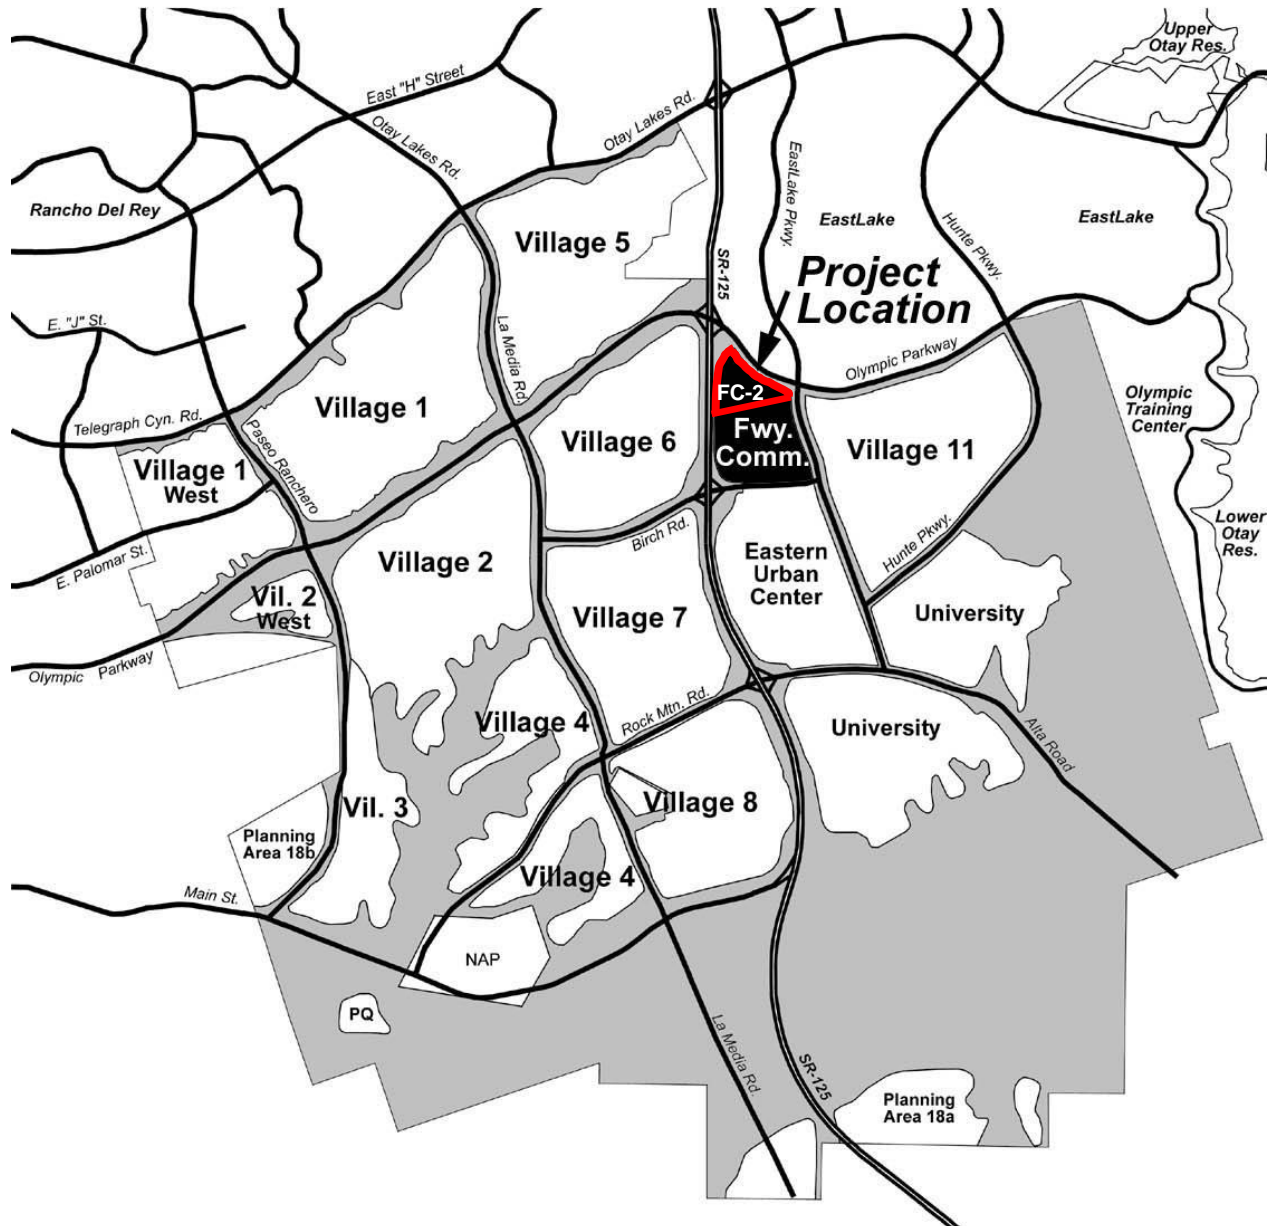 Upper
Otay Res.
East "H" Street
Otay Lakes Rd.
Otay Lakes Rd.
EastLake Pkwy.
Rancho Del Rey
EastLake
EastLake
Hunte Pkwy.
Village 5
SR-125
Project
Location
E. "J" St.
La Media Rd.
Olympic Parkway
FC-2
Fwy.
Comm.
Olympic
Training
Center
Village 1
Telegraph Cyn. Rd.
Paseo Ranchero
Village 6
Village 11
Village 1
West
Lower
Otay
Res.
Birch Rd.
Hunte Pkwy.
E. Palomar St.
Village 2
Eastern
Urban
Center
Vil. 2
West
Village 7
University
Olympic Parkway
Village 4
Rock Mtn. Rd.
University
Alta Road
Vil. 3
Village 8
Planning
Area 18b
Village 4
Main St.
NAP
PQ
La Media Rd.
SR-125
Planning
Area 18a